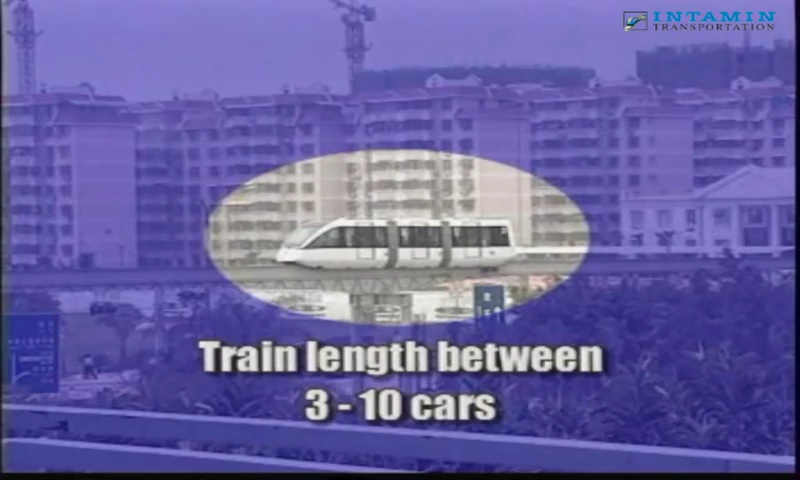 INTAMIN
TRANSPORTATION
Train length between
3 - 10 cars